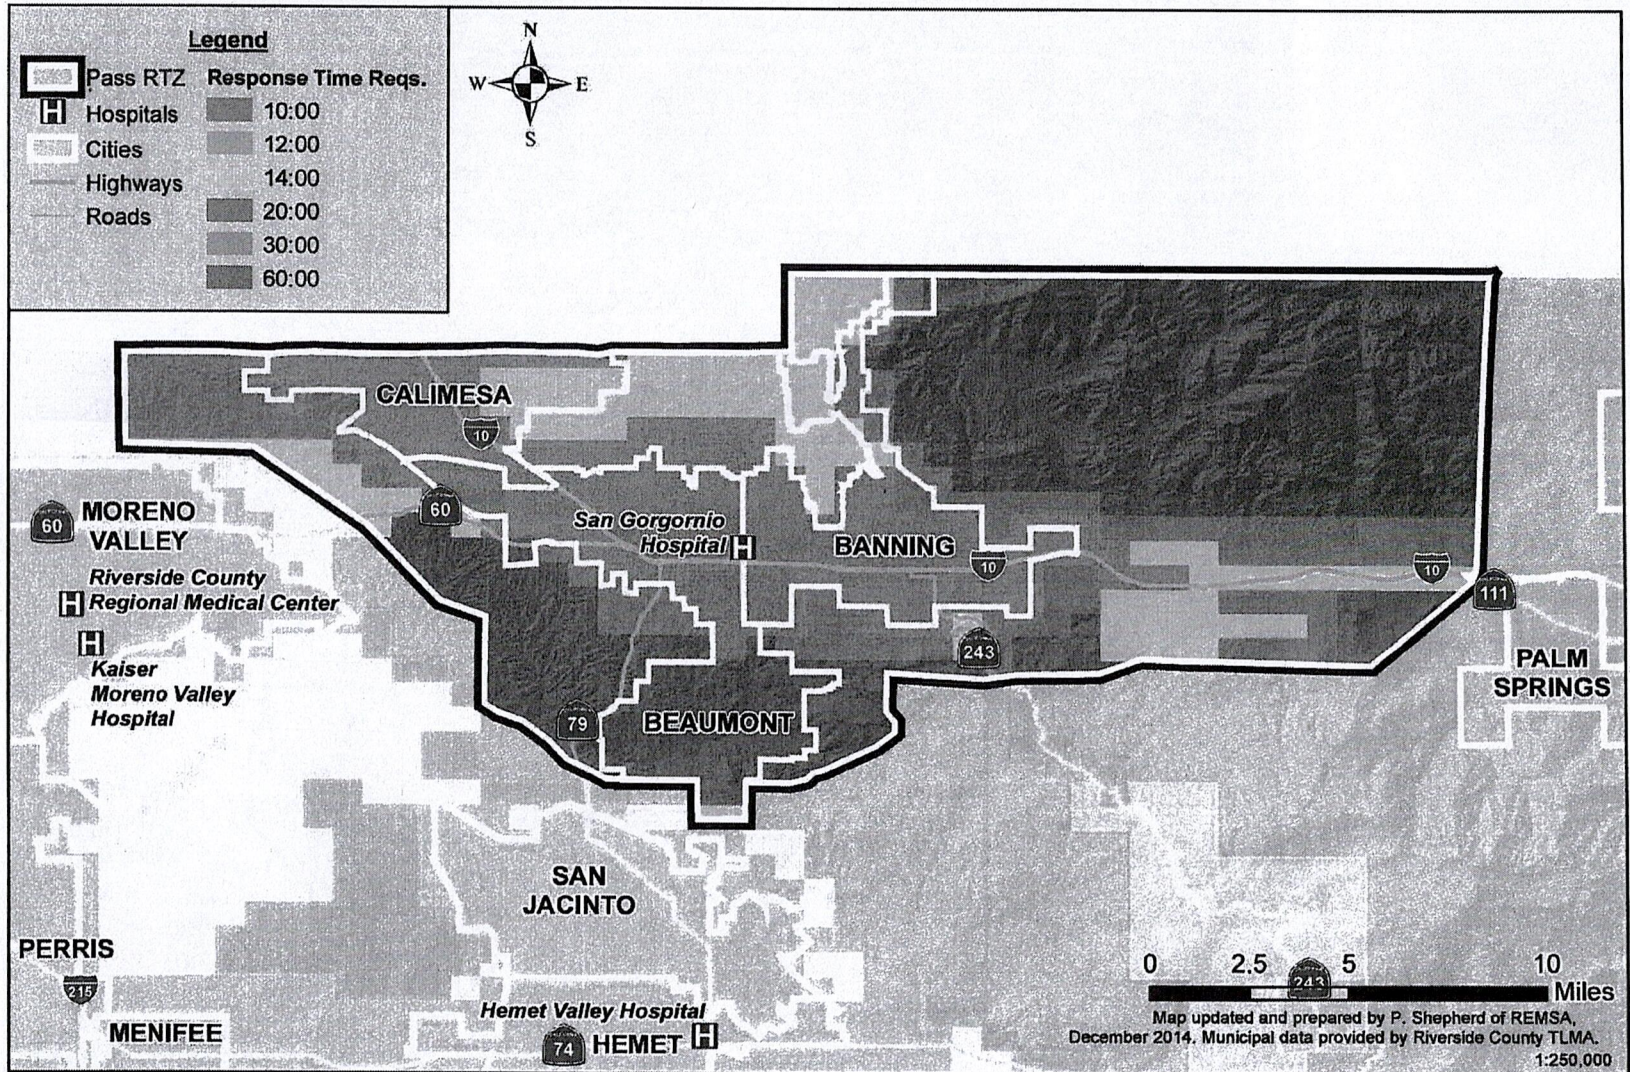 Legend
Pass RTZ
Hospitals
Cities
Highways
Roads
Response Time Reqs.
10:00
12:00
14:00
20:00
30:00
60:00
N
W
E
S
H
CALIMESA
10
60
MORENO
VALLEY
60
San Gorgornio
Hospital
H
BANNING
10
10
111
Riverside County
Regional Medical Center
H
H
Kaiser
Moreno Valley
Hospital
243
PALM
SPRINGS
79
BEAUMONT
SAN
JACINTO
PERRIS
215
MENIFEE
Hemet Valley Hospital
74
HEMET
H
0
2.5
5
10
Miles
243
Map updated and prepared by P. Shepherd of REMSA,
December 2014. Municipal data provided by Riverside County TLMA.
1:250,000